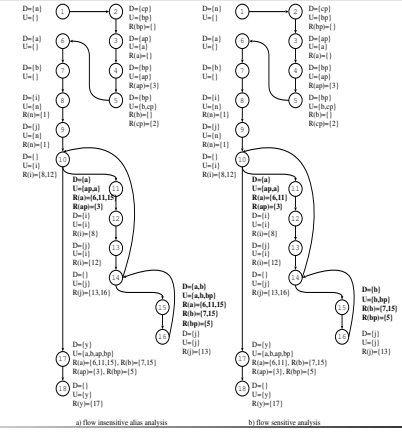 D={n}
U={}
1
2
D={cp}
U={bp}
R(bp)={}
D={a}
U={}
6
3
D={ap}
U={a}
R(a)={}
D={b}
U={}
7
4
D={bp}
U={ap}
R(ap)={3}
D={i}
U={n}
R(n)={1}
8
5
D={bp}
U={b,cp}
R(b)={}
R(cp)={2}
D={j}
U={n}
R(n)={1}
9
D={}
U={i}
R(i)={8,12}
10
D={a}
U={ap,a}
R(a)={6,11,15}
R(ap)={3}
11
D={i}
U={i}
R(i)={8}
12
D={j}
U={i}
R(i)={12}
13
D={}
U={j}
R(j)={13,16}
14
D={a,b}
U={a,b,bp}
R(a)={6,11,15}
R(b)={7,15}
R(bp)={5}
15
D={j}
U={j}
R(j)={13}
16
17
D={y}
U={a,b,ap,bp}
R(a)={6,11,15}, R(b)={7,15}
R(ap)={3}, R(bp)={5}
18
D={}
U={y}
R(y)={17}
a) flow insensitive alias analysis
D={n}
U={}
1
2
D={cp}
U={bp}
R(bp)={}
D={a}
U={}
6
3
D={ap}
U={a}
R(a)={}
D={b}
U={}
7
4
D={bp}
U={ap}
R(ap)={3}
D={i}
U={n}
R(n)={1}
8
5
D={bp}
U={b,cp}
R(b)={}
R(cp)={2}
D={j}
U={n}
R(n)={1}
9
D={}
U={i}
R(i)={8,12}
10
D={a}
U={ap,a}
R(a)={6,11}
R(ap)={3}
11
D={i}
U={i}
R(i)={8}
12
D={j}
U={i}
R(i)={12}
13
D={}
U={j}
R(j)={13,16}
14
D={b}
U={b,bp}
R(b)={7,15}
R(bp)={5}
15
D={j}
U={j}
R(j)={13}
16
17
D={y}
U={a,b,ap,bp}
R(a)={6,11}, R(b)={7,15}
R(ap)={3}, R(bp)={5}
18
D={}
U={y}
R(y)={17}
b) flow sensitive analysis